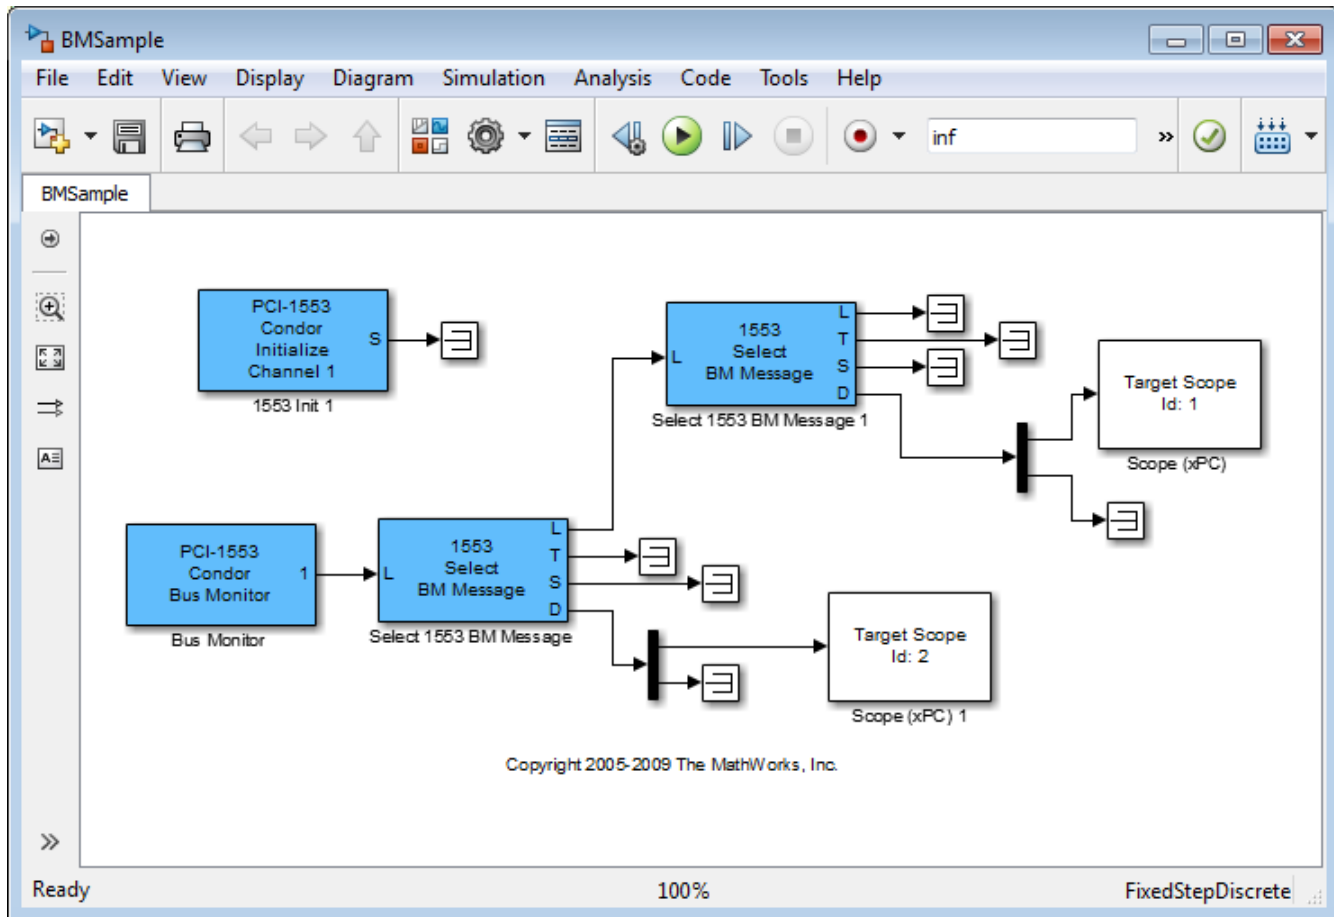 BMSample
File Edit View Display Diagram Simulation Analysis Code Tools Help
inf
BMSample
PCI-1553
Condor
Initialize
Channel 1
S
1553 Init 1
L
1553
Select
BM Message
L
T
S
D
Select 1553 BM Message 1
Target Scope
Id: 1
Scope (xPC)
PCI-1553
Condor
Bus Monitor
1
Bus Monitor
L
1553
Select
BM Message
L
T
S
D
Select 1553 BM Message
Target Scope
Id: 2
Scope (xPC) 1
Copyright 2005-2009 The MathWorks, Inc.
Ready 100% FixedStepDiscrete